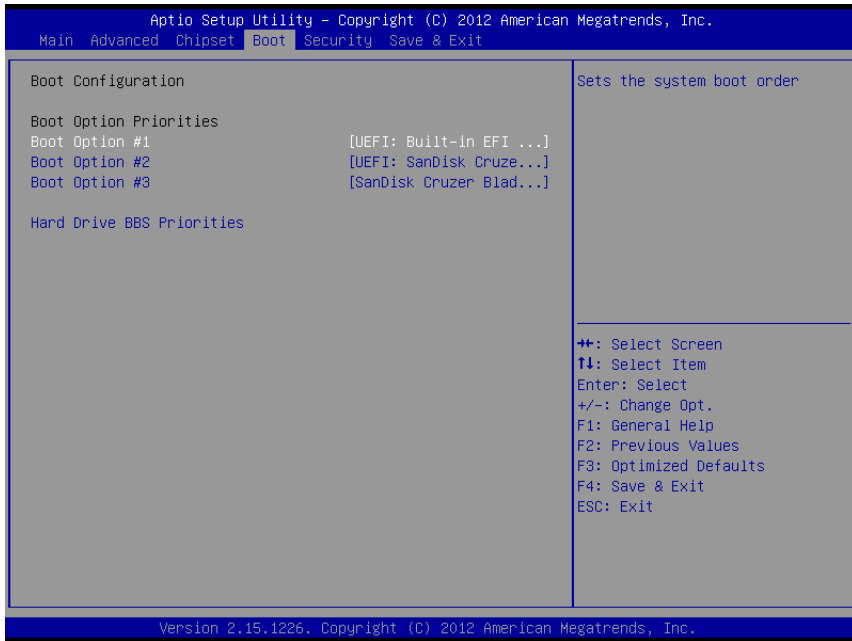 Aptio Setup Utility – Copyright (C) 2012 American Megatrends, Inc.
Main Advanced Chipset Boot Security Save & Exit
Boot Configuration
Boot Option Priorities
Boot Option #1 [UEFI: Built-in EFI ...]
Boot Option #2 [UEFI: SanDisk Cruze...]
Boot Option #3 [SanDisk Cruzer Blad...]
Hard Drive BBS Priorities
Sets the system boot order
→←: Select Screen
↑↓: Select Item
Enter: Select
+/-: Change Opt.
F1: General Help
F2: Previous Values
F3: Optimized Defaults
F4: Save & Exit
ESC: Exit
Version 2.15.1226. Copyright (C) 2012 American Megatrends, Inc.